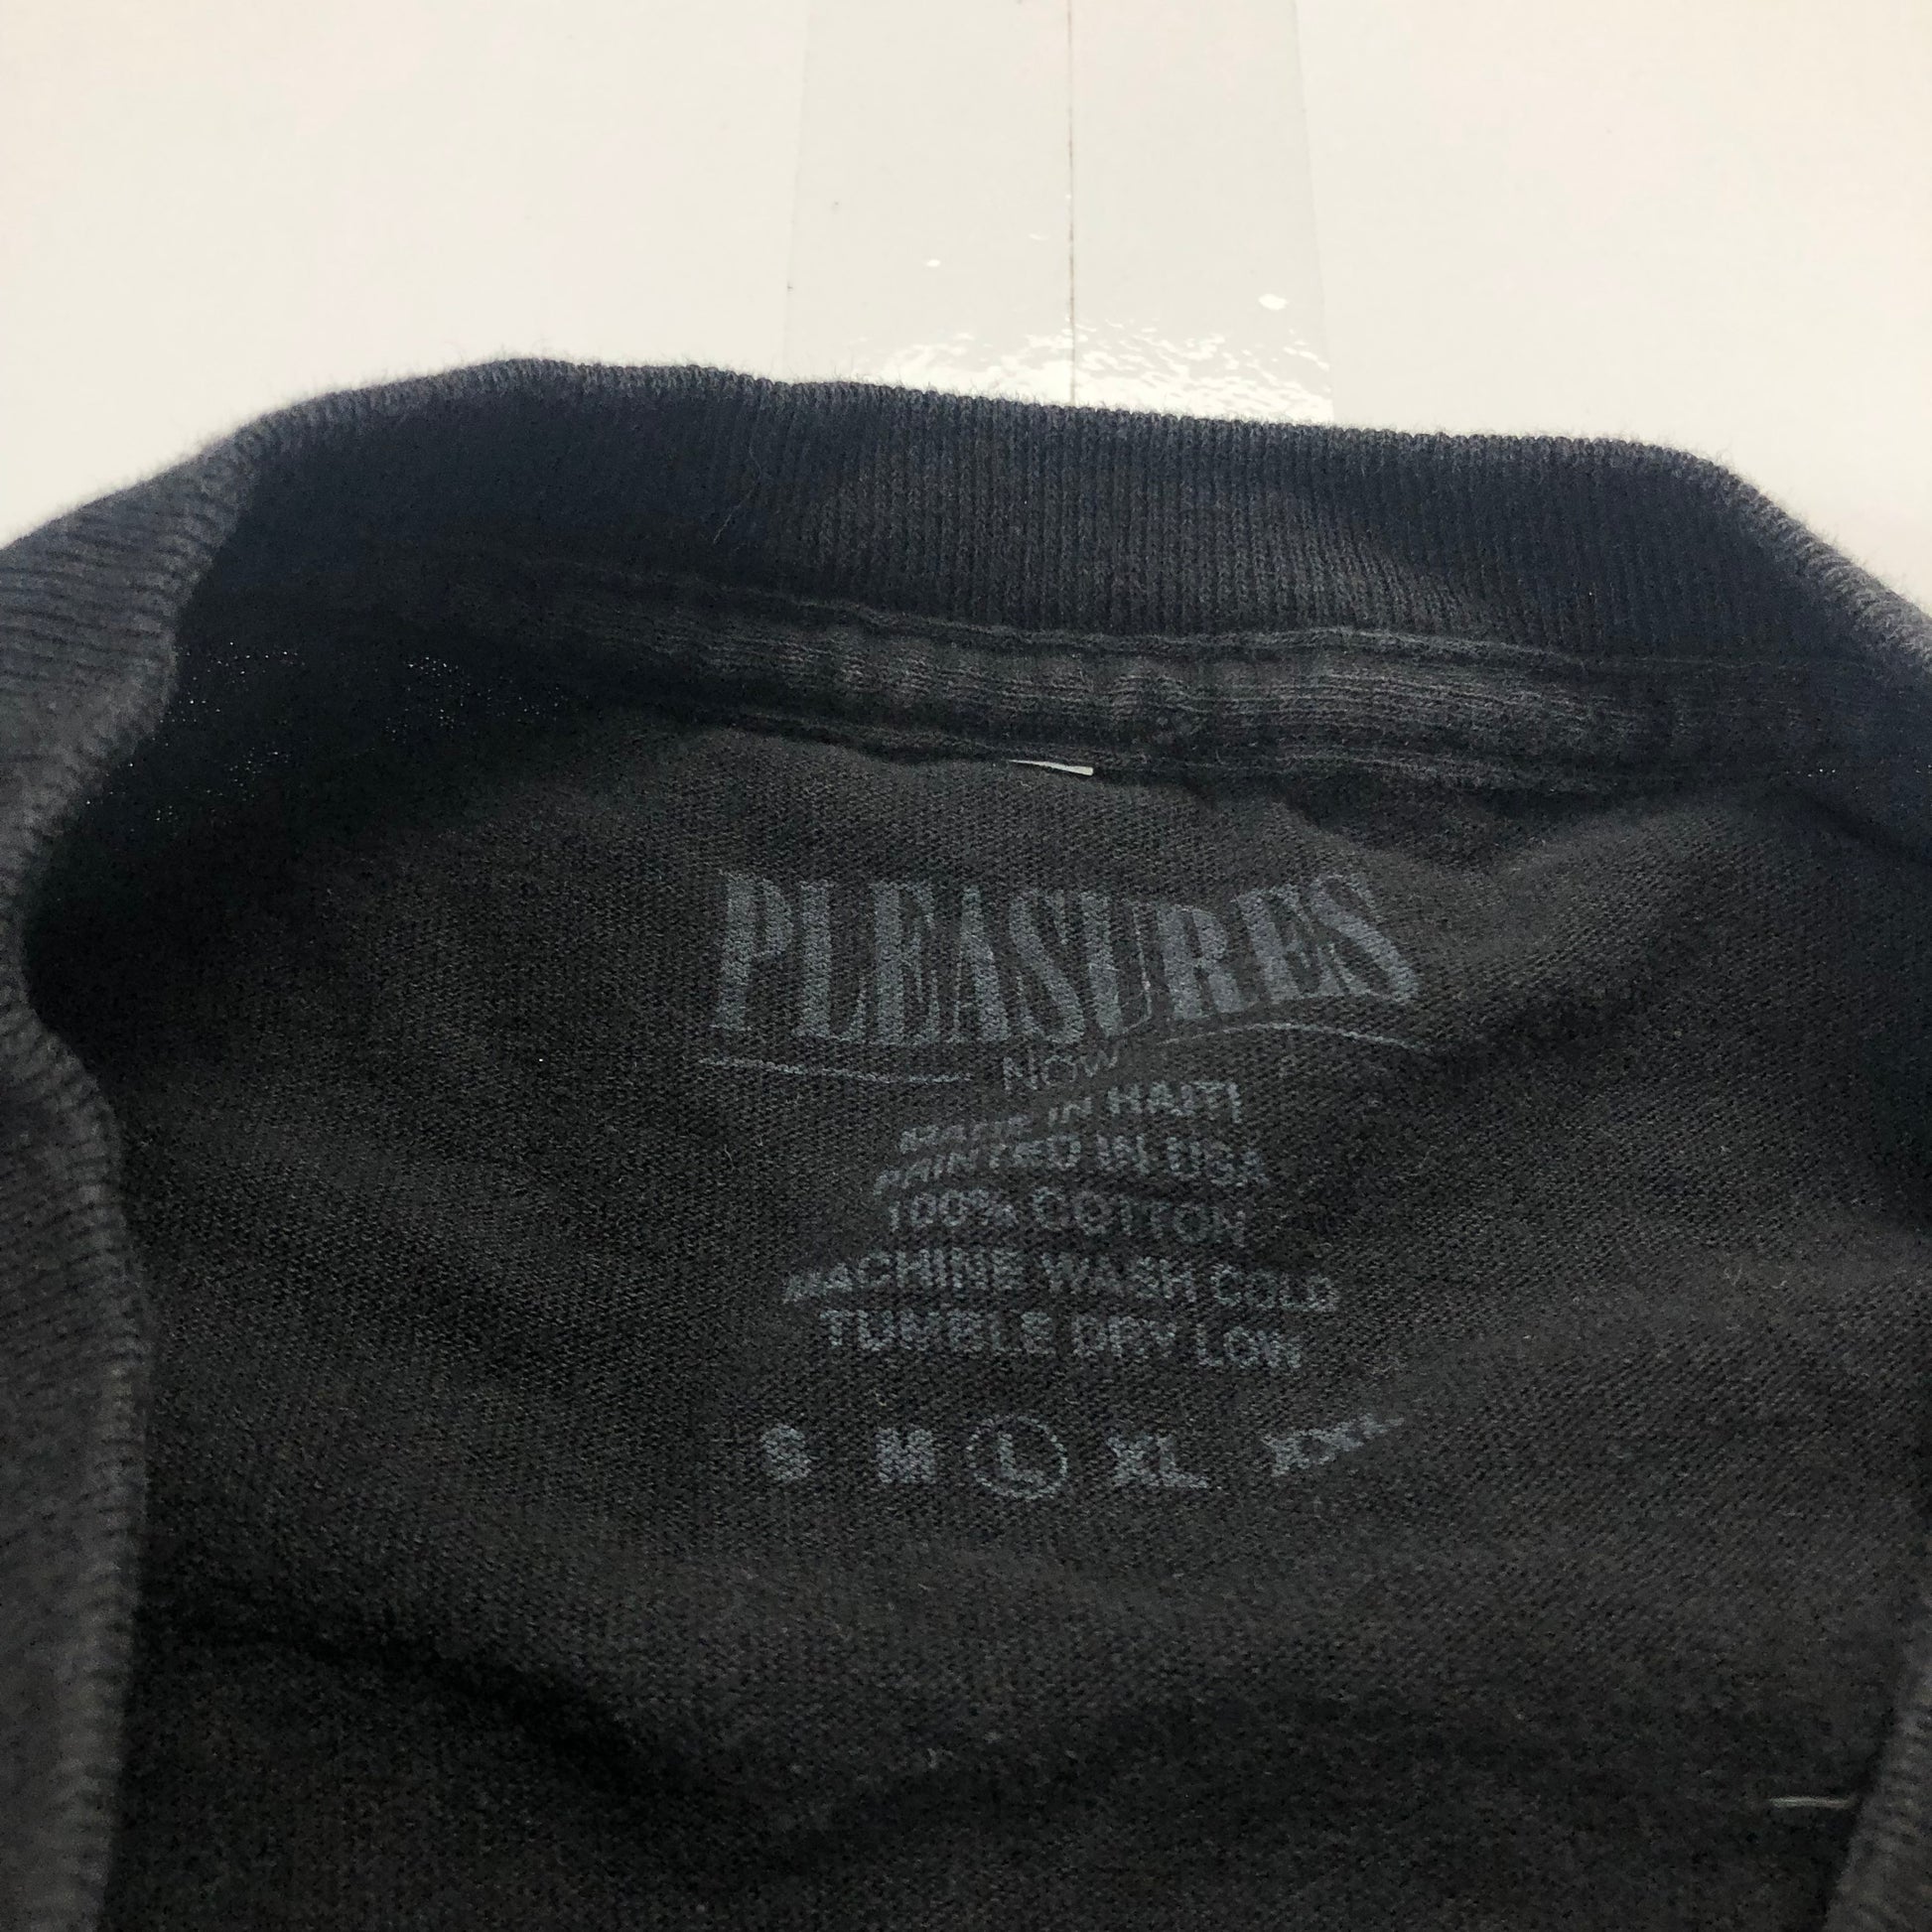 PLEASURES
NOW
MADE IN HAITI
PRINTED IN USA
100% COTTON
MACHINE WASH COLD
TUMBLE DRY LOW
S M L XL XXL